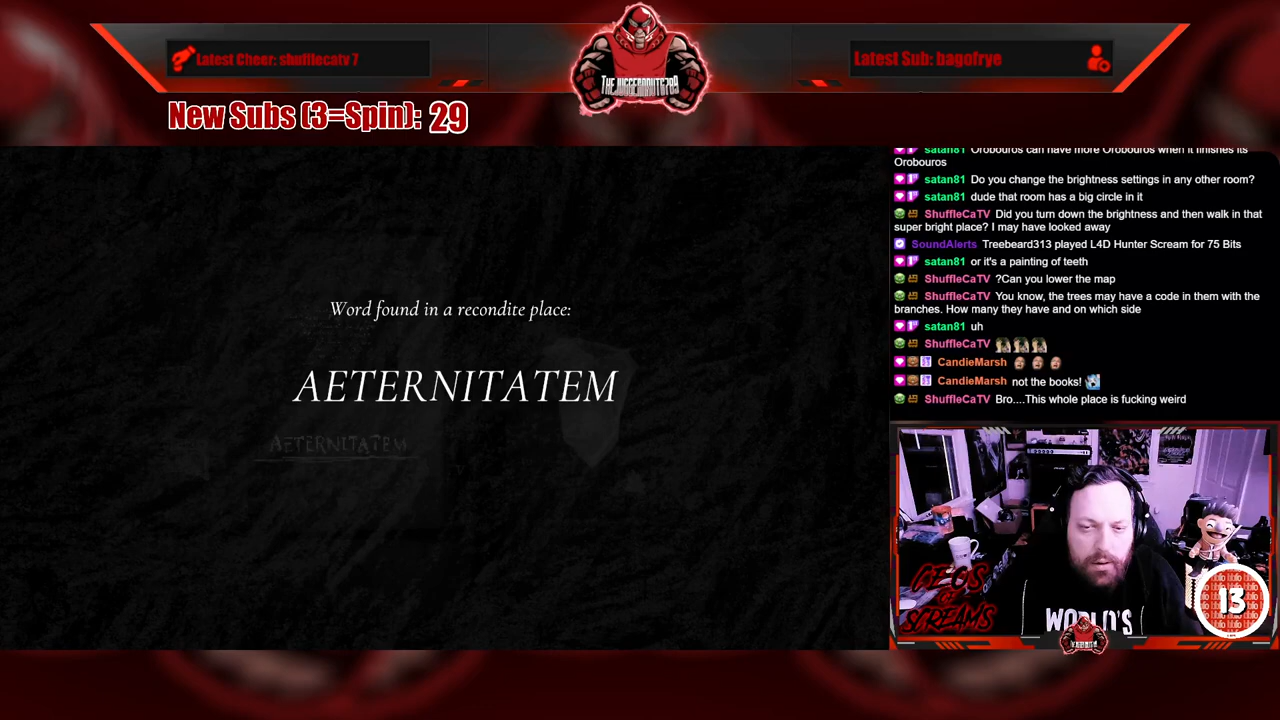 Latest Cheer: shufflecatv 7
THEJUGGERNAUT6789
Latest Sub: bagofrye
New Subs (3=Spin): 29
satan81 Orobouros can have more Orobouros when it finishes its
Orobouros
satan81 Do you change the brightness settings in any other room?
satan81 dude that room has a big circle in it
ShuffleCaTV Did you turn down the brightness and then walk in that
super bright place? I may have looked away
SoundAlerts Treebeard313 played L4D Hunter Scream for 75 Bits
satan81 or it's a painting of teeth
ShuffleCaTV ?Can you lower the map
ShuffleCaTV You know, the trees may have a code in them with the
branches. How many they have and on which side
satan81 uh
ShuffleCaTV
CandieMarsh
CandieMarsh not the books!
ShuffleCaTV Bro....This whole place is fucking weird
Word found in a recondite place:
AETERNITATEM
AETERNITATEM
WORLD'S
SCREAMS
13